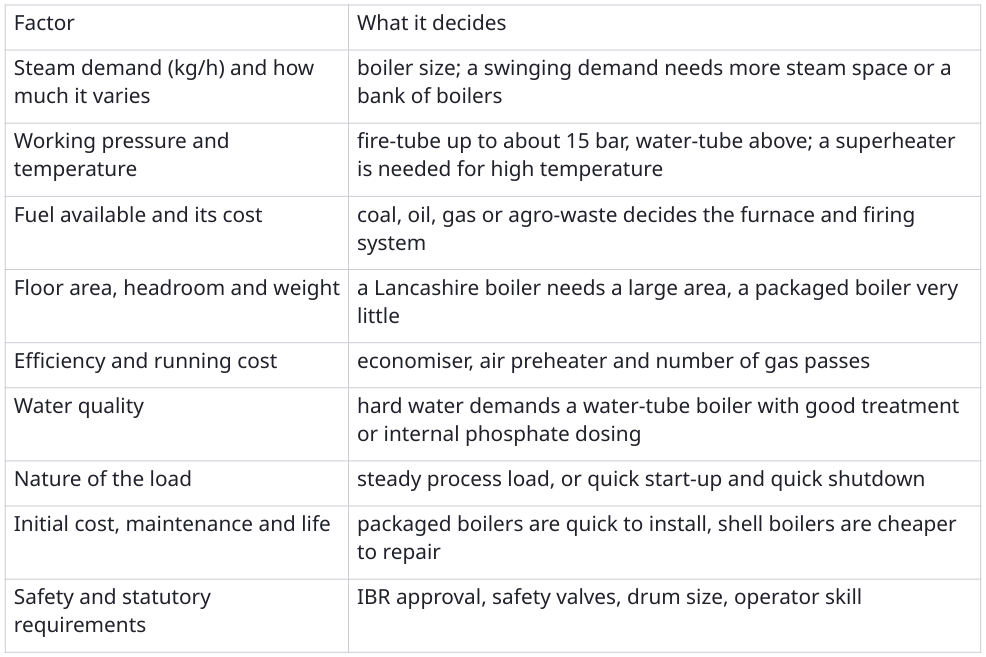 Factor
What it decides
Steam demand (kg/h) and how
much it varies
boiler size; a swinging demand needs more steam space or a
bank of boilers
Working pressure and
temperature
fire-tube up to about 15 bar, water-tube above; a superheater
is needed for high temperature
Fuel available and its cost
coal, oil, gas or agro-waste decides the furnace and firing
system
Floor area, headroom and weight
a Lancashire boiler needs a large area, a packaged boiler very
little
Efficiency and running cost
economiser, air preheater and number of gas passes
Water quality
hard water demands a water-tube boiler with good treatment
or internal phosphate dosing
Nature of the load
steady process load, or quick start-up and quick shutdown
Initial cost, maintenance and life
packaged boilers are quick to install, shell boilers are cheaper
to repair
Safety and statutory
requirements
IBR approval, safety valves, drum size, operator skill